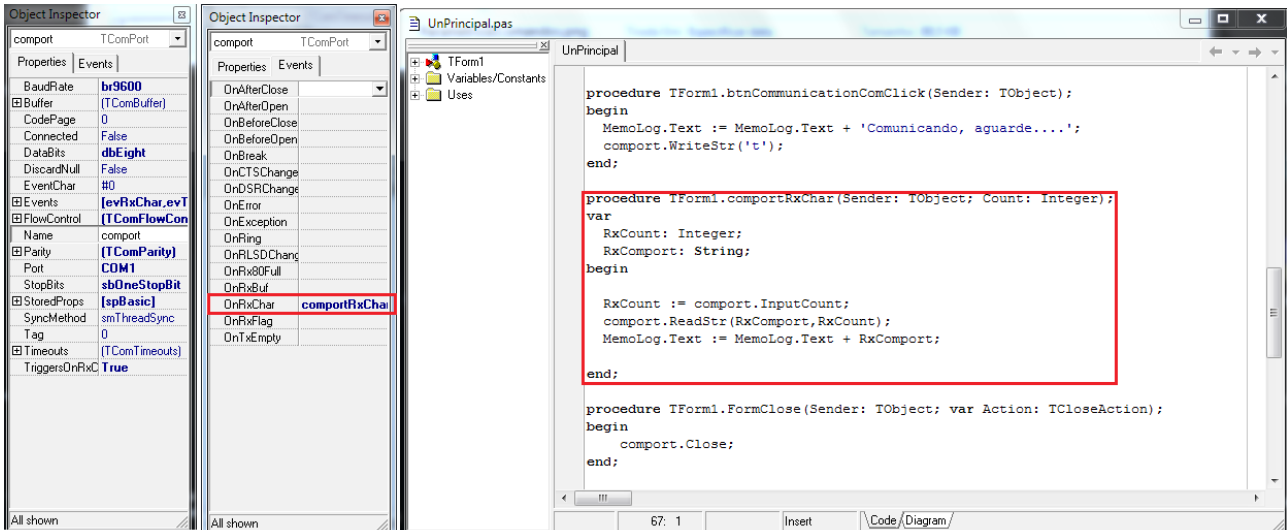 Object Inspector
comport TComPort
Properties Events
BaudRate br9600
Buffer (TComBuffer)
CodePage 0
Connected False
DataBits dbEight
DiscardNull False
EventChar #0
Events [evRxChar,evT
FlowControl (TComFlowCon
Name comport
Parity (TComParity)
Port COM1
StopBits sbOneStopBit
StoredProps [spBasic]
SyncMethod smThreadSync
Tag 0
Timeouts (TComTimeouts)
TriggersOnRxC True
All shown
Object Inspector
comport TComPort
Properties Events
OnAfterClose
OnAfterOpen
OnBeforeClose
OnBeforeOpen
OnBreak
OnCTSChange
OnDSRChange
OnError
OnException
OnRing
OnRLSDChang
OnRx80Full
OnRxBuf
OnRxChar comportRxChar
OnRxFlag
OnTxEmpty
All shown
UnPrincipal.pas
TForm1
Variables/Constants
Uses
UnPrincipal
procedure TForm1.btnCommunicationComClick(Sender: TObject);
begin
MemoLog.Text := MemoLog.Text + 'Comunicando, aguarde....';
comport.WriteStr('t');
end;
procedure TForm1.comportRxChar(Sender: TObject; Count: Integer);
var
RxCount: Integer;
RxComport: String;
begin
RxCount := comport.InputCount;
comport.ReadStr(RxComport,RxCount);
MemoLog.Text := MemoLog.Text + RxComport;
end;
procedure TForm1.FormClose(Sender: TObject; var Action: TCloseAction);
begin
comport.Close;
end;
67: 1 Insert Code Diagram